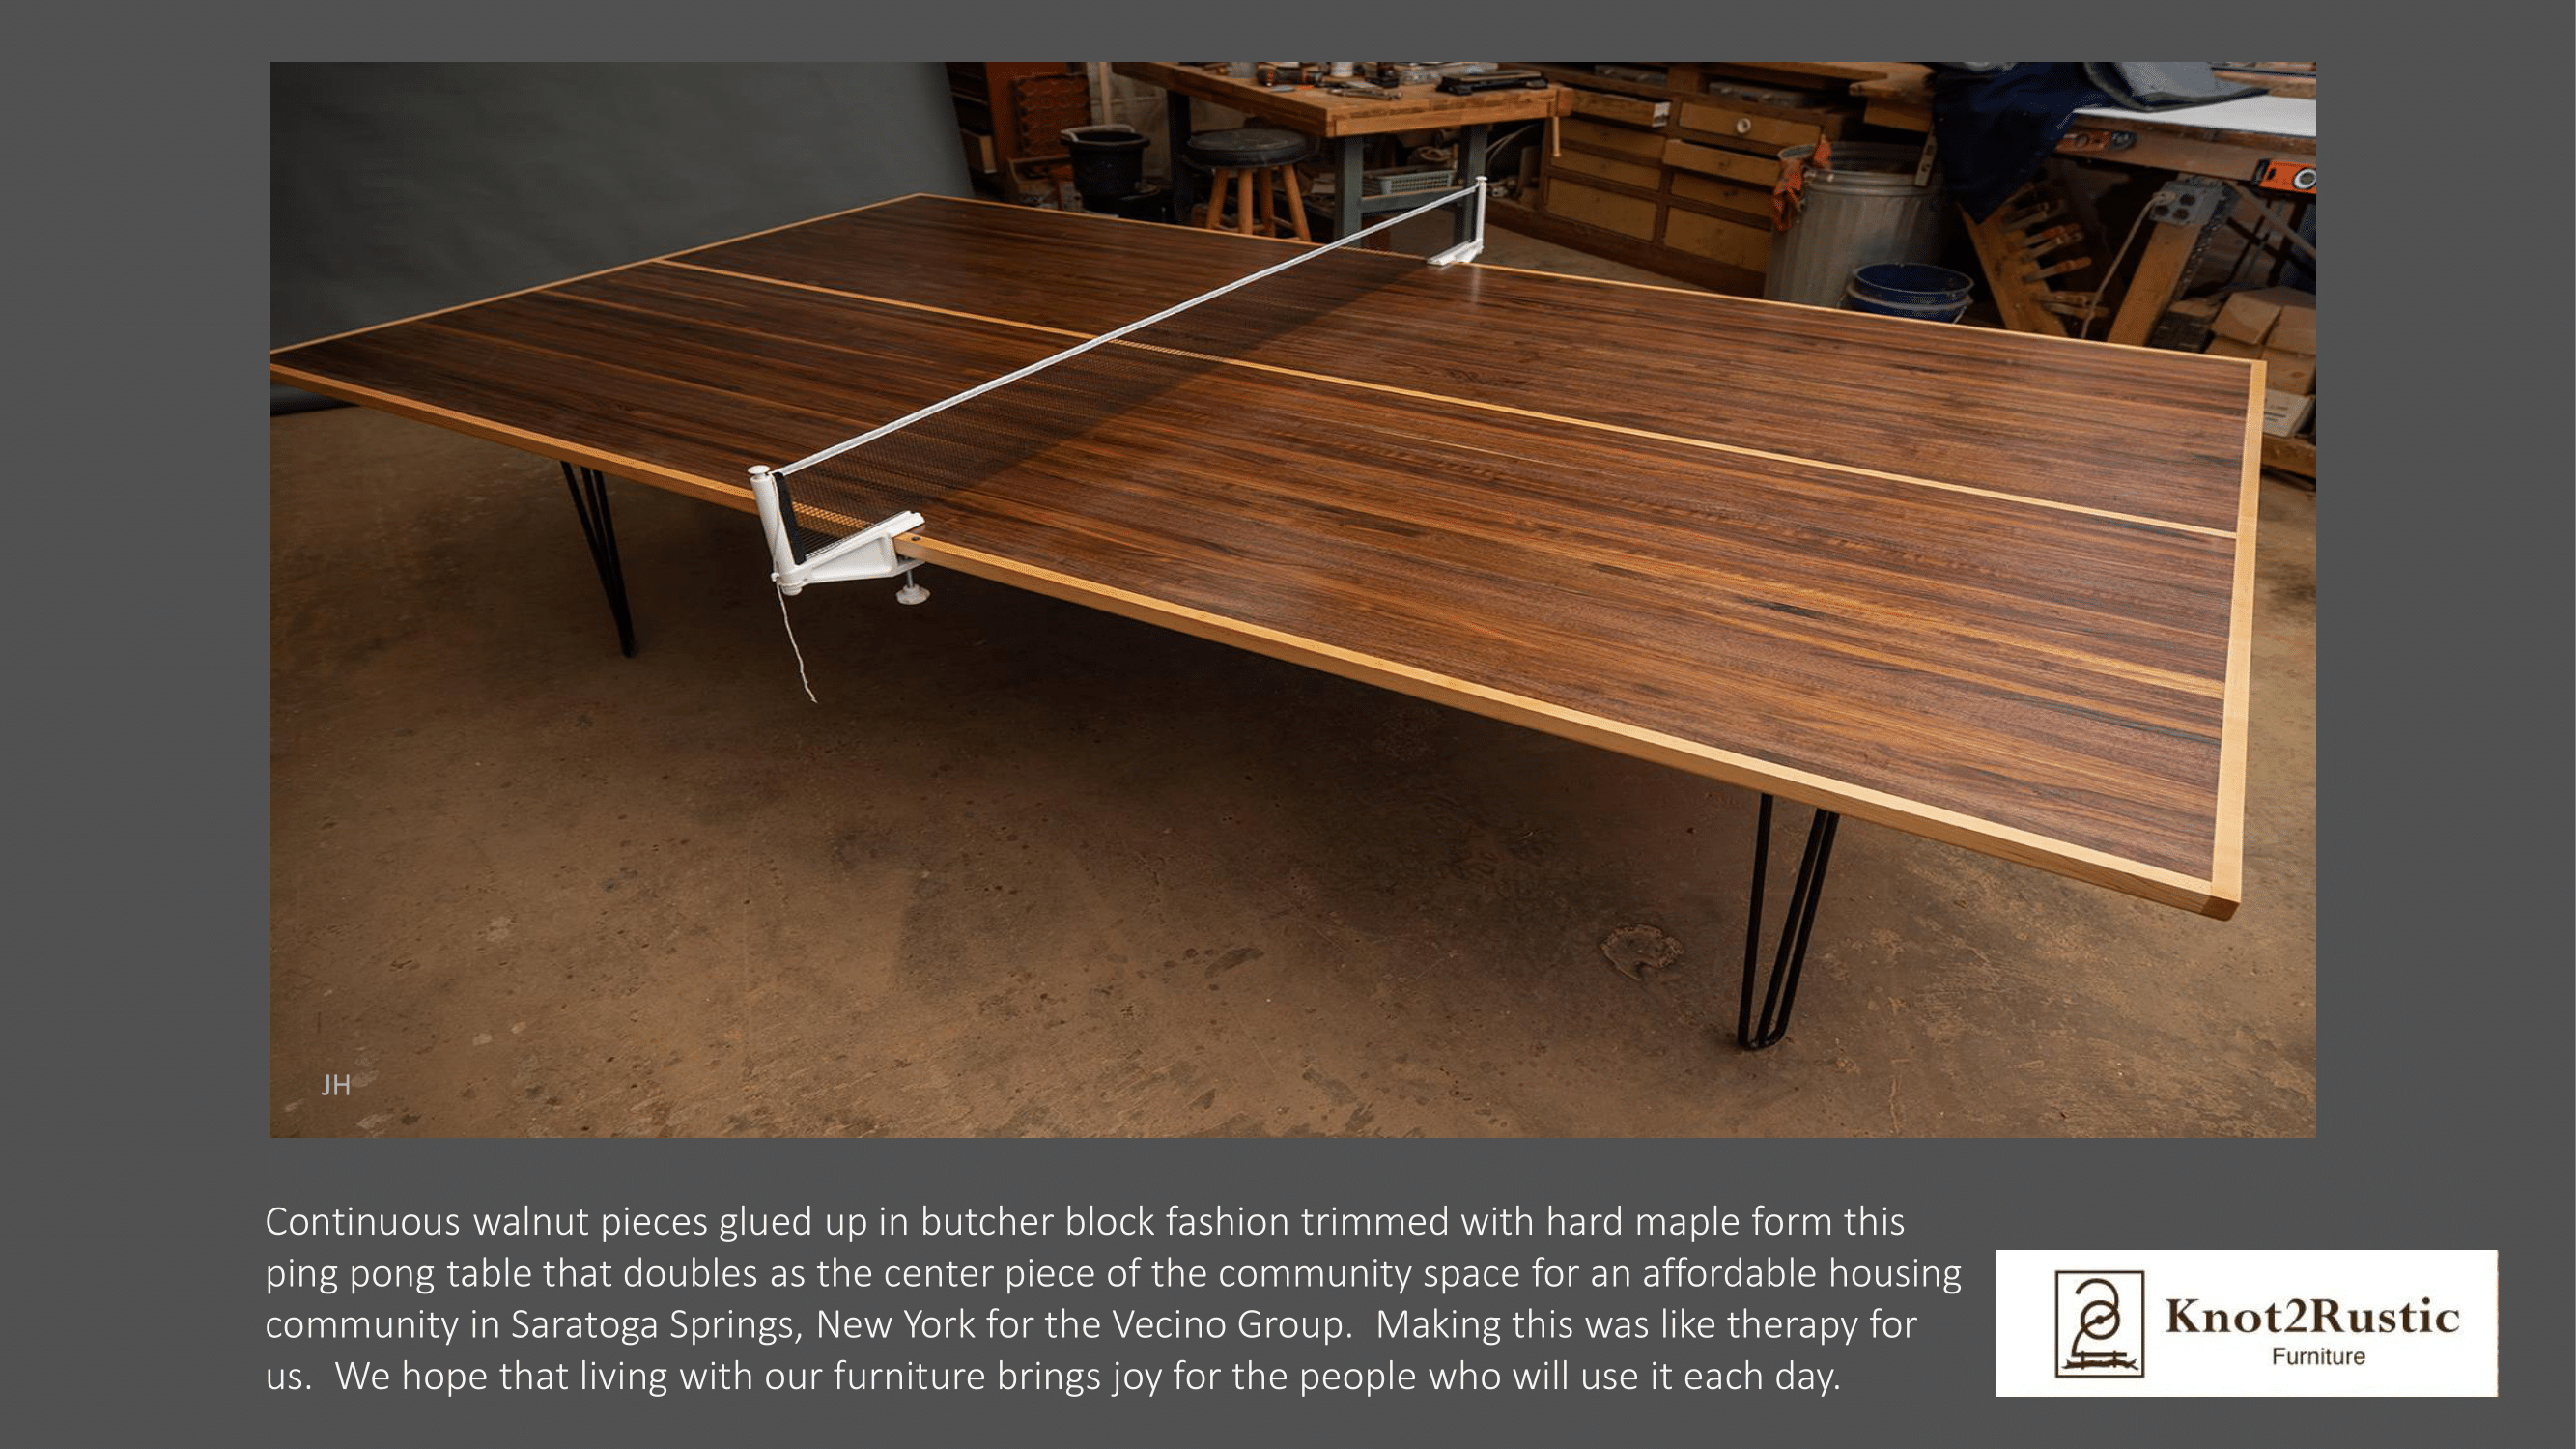 JH
Continuous walnut pieces glued up in butcher block fashion trimmed with hard maple form this
ping pong table that doubles as the center piece of the community space for an affordable housing
community in Saratoga Springs, New York for the Vecino Group.  Making this was like therapy for
us.  We hope that living with our furniture brings joy for the people who will use it each day.
Knot2Rustic
Furniture